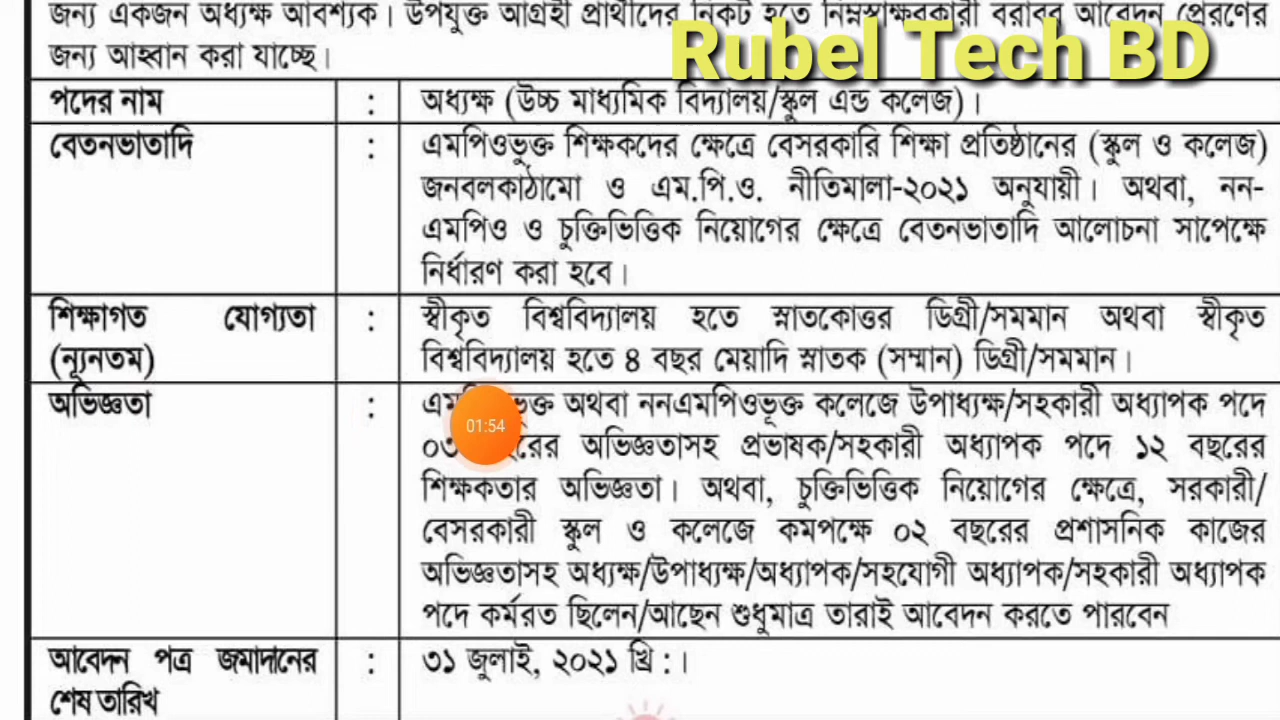 জন্য একজন অধ্যক্ষ আবশ্যক। উপযুক্ত আগ্রহী প্রার্থীদের নিকট হতে নিম্নস্বাক্ষরকারী বরাবর আবেদন প্রেরণের
জন্য আহ্বান করা যাচ্ছে।
Rubel Tech BD
পদের নাম : অধ্যক্ষ (উচ্চ মাধ্যমিক বিদ্যালয়/স্কুল এন্ড কলেজ)।
বেতনভাতাদি : এমপিওভুক্ত শিক্ষকদের ক্ষেত্রে বেসরকারি শিক্ষা প্রতিষ্ঠানের (স্কুল ও কলেজ)
জনবলকাঠামো ও এম.পি.ও. নীতিমালা-২০২১ অনুযায়ী। অথবা, নন-
এমপিও ও চুক্তিভিত্তিক নিয়োগের ক্ষেত্রে বেতনভাতাদি আলোচনা সাপেক্ষে
নির্ধারণ করা হবে।
শিক্ষাগত যোগ্যতা : স্বীকৃত বিশ্ববিদ্যালয় হতে স্নাতকোত্তর ডিগ্রী/সমমান অথবা স্বীকৃত
(ন্যূনতম) বিশ্ববিদ্যালয় হতে ৪ বছর মেয়াদি স্নাতক (সম্মান) ডিগ্রী/সমমান।
অভিজ্ঞতা : অথবা ননএমপিওভূক্ত কলেজে উপাধ্যক্ষ/সহকারী অধ্যাপক পদে
01:54
অভিজ্ঞতাসহ প্রভাষক/সহকারী অধ্যাপক পদে ১২ বছরের
শিক্ষকতার অভিজ্ঞতা। অথবা, চুক্তিভিত্তিক নিয়োগের ক্ষেত্রে, সরকারী/
বেসরকারী স্কুল ও কলেজে কমপক্ষে ০২ বছরের প্রশাসনিক কাজের
অভিজ্ঞতাসহ অধ্যক্ষ/উপাধ্যক্ষ/অধ্যাপক/সহযোগী অধ্যাপক/সহকারী অধ্যাপক
পদে কর্মরত ছিলেন/আছেন শুধুমাত্র তারাই আবেদন করতে পারবেন
আবেদন পত্র জমাদানের : ৩১ জুলাই, ২০২১ খ্রি :।
শেষ তারিখ